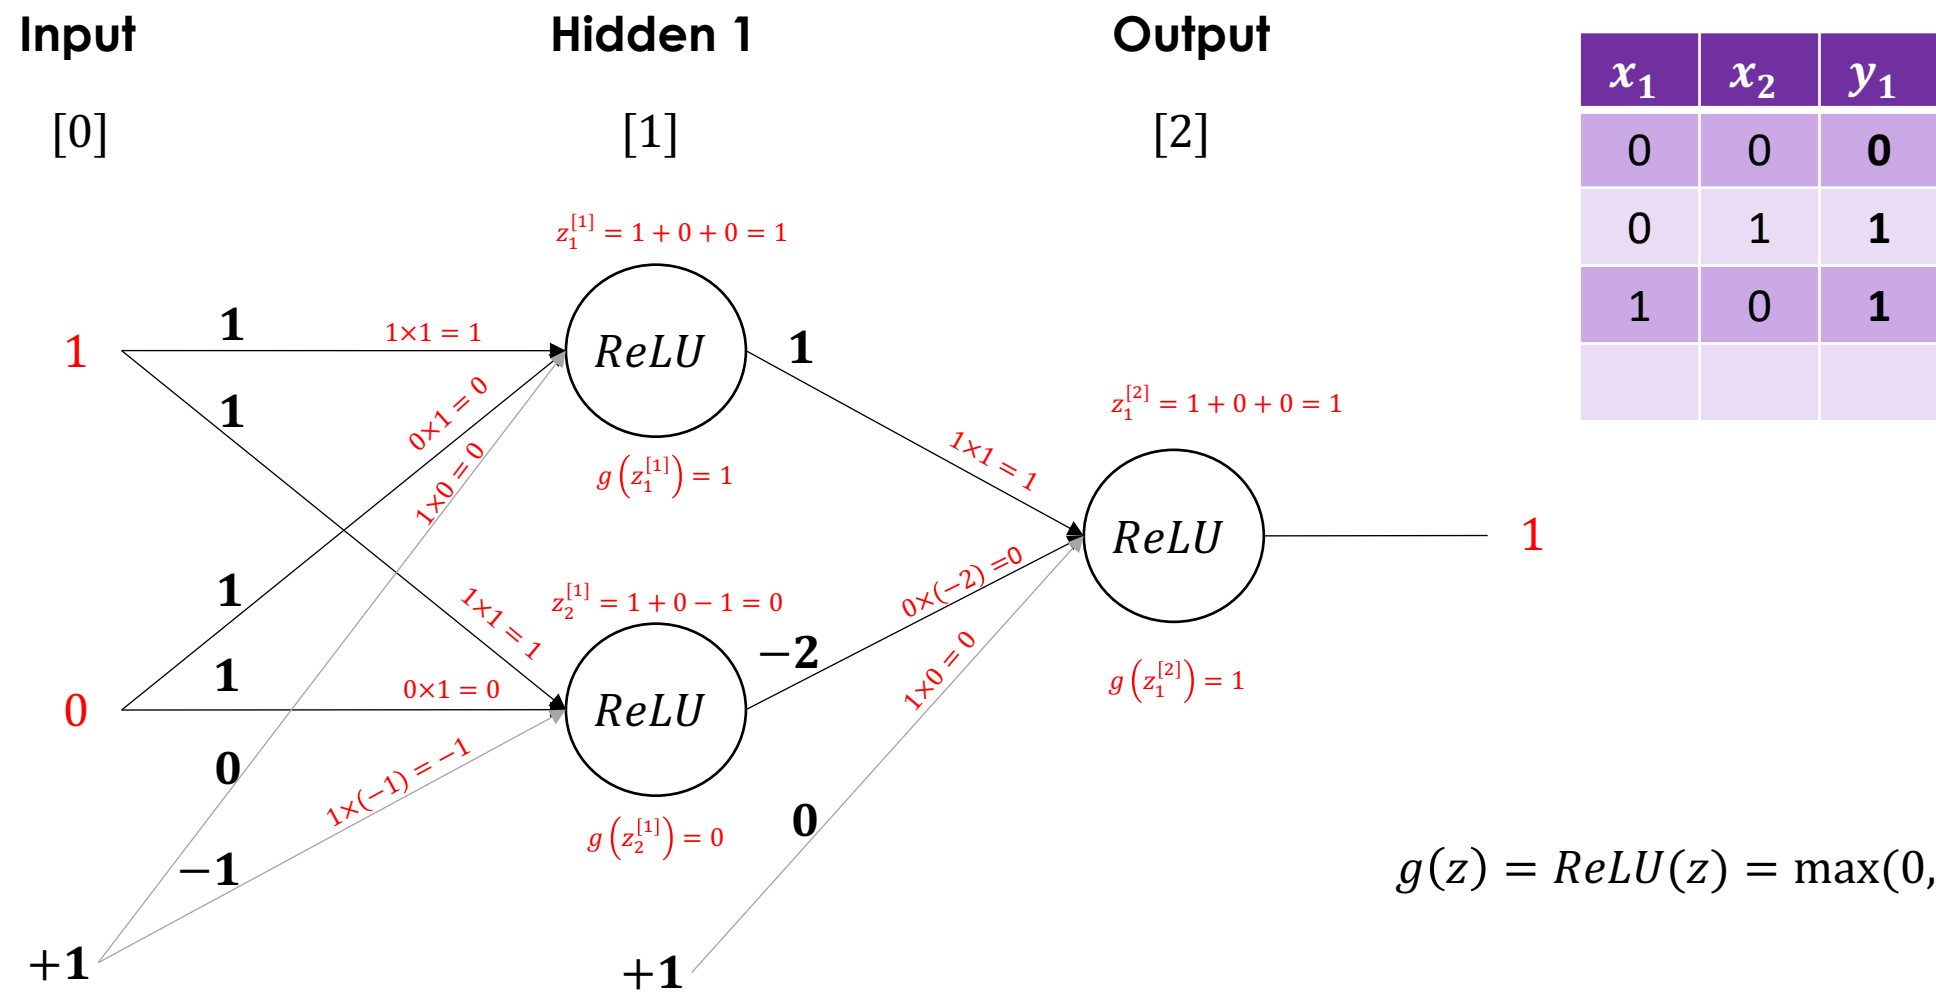 Input Hidden 1 Output
[0] [1] [2]
x₁ x₂ y₁
0 0 0
0 1 1
1 0 1
z₁^[1] = 1 + 0 + 0 = 1
1
1 1×1 = 1
1
0×1 = 0
1×0 = 0
ReLU
g(z₁^[1]) = 1
1
1×1 = 1
z₁^[2] = 1 + 0 + 0 = 1
ReLU
1
g(z₁^[2]) = 1
0
1
1 0×1 = 0
1×1 = 1
z₂^[1] = 1 + 0 − 1 = 0
ReLU
g(z₂^[1]) = 0
−2
0×(−2) =0
1×0 = 0
0
0
1×(−1) = −1
−1
+1
+1
g(z) = ReLU(z) = max(0,